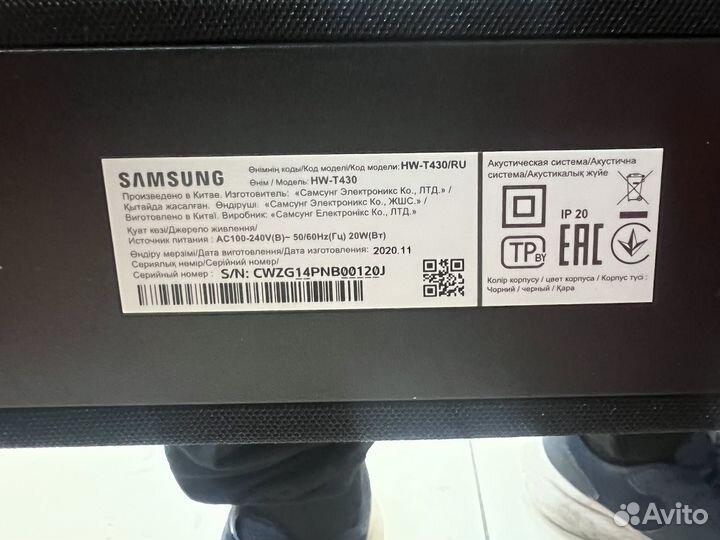 SAMSUNG
Өнімнің коды/Код моделі/Код модели: HW-T430/RU
Өнім / Модель: HW-T430
Произведено в Китае. Изготовитель: «Самсунг Электроникс Ко., ЛТД.» /
Қытайда жасалған. Өндіруші: «Самсунг Электроникс Ко., ЖШС.» /
Виготовлено в Китаї. Виробник: «Самсунг Електронікс Ко., ЛТД.»
Қуат көзі/Джерело живлення/
Источник питания : AC100-240V(B)~ 50/60Hz(Гц) 20W(Вт)
Өндіру мерзімі/Дата виготовлення/Дата изготовления : 2020.11
Сериялық нөмір/Серійний номер/
Серийный номер : S/N: CWZG14PNB00120J
Акустическая система/Акустична
система/Акустикалық жүйе
IP 20
TP BY
EAC
Колір корпусу / цвет корпуса / Корпус түсі:
Чорний / черный / Қара
Avito